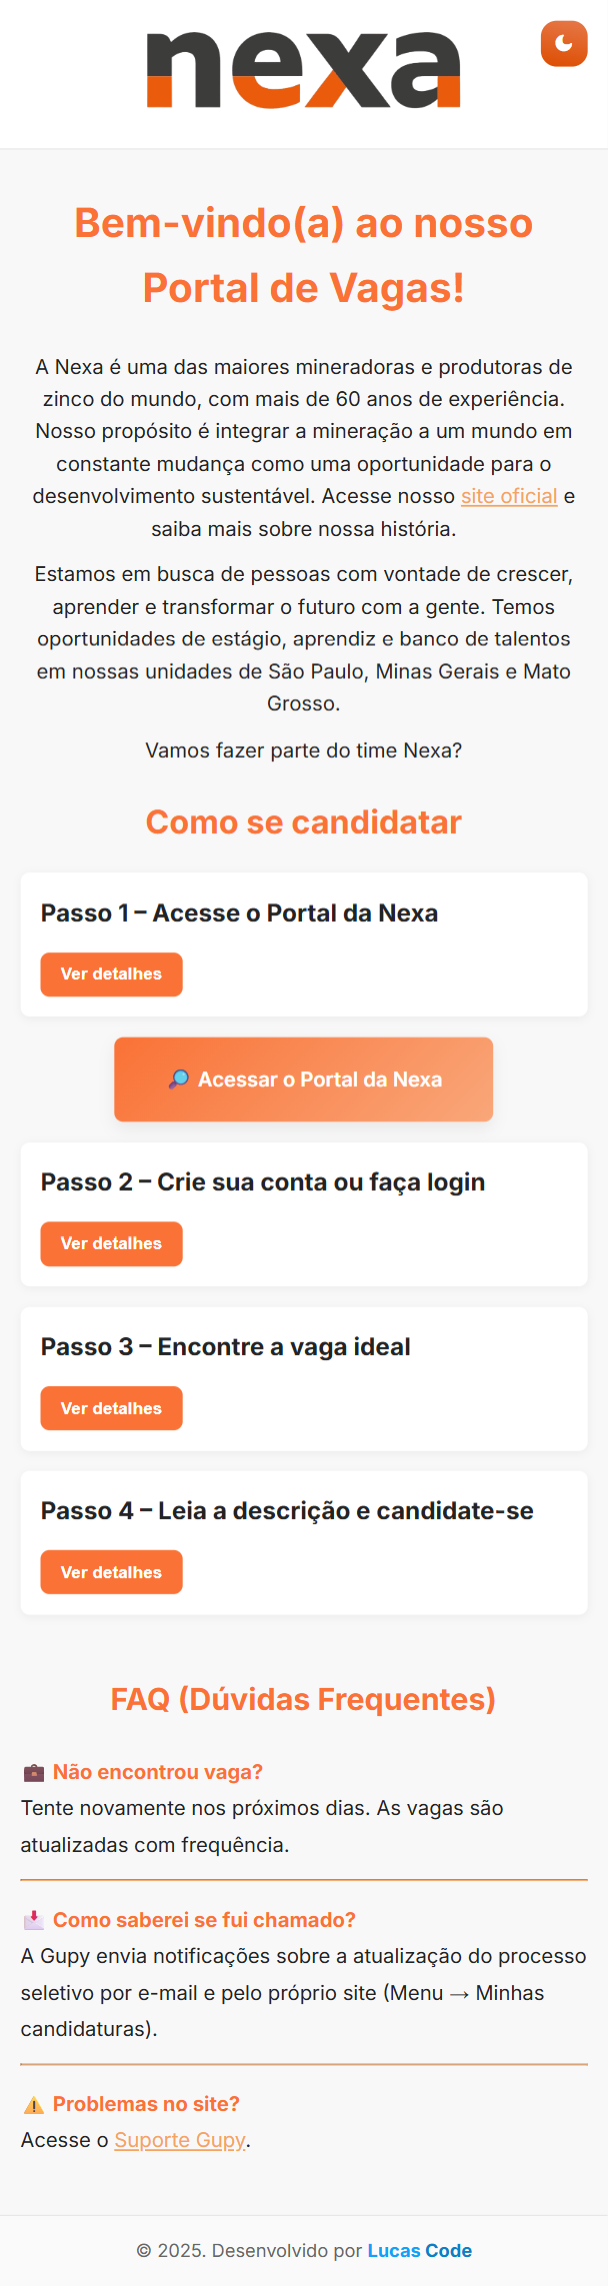 nexa
Bem-vindo(a) ao nosso
Portal de Vagas!
A Nexa é uma das maiores mineradoras e produtoras de
zinco do mundo, com mais de 60 anos de experiência.
Nosso propósito é integrar a mineração a um mundo em
constante mudança como uma oportunidade para o
desenvolvimento sustentável. Acesse nosso site oficial e
saiba mais sobre nossa história.
Estamos em busca de pessoas com vontade de crescer,
aprender e transformar o futuro com a gente. Temos
oportunidades de estágio, aprendiz e banco de talentos
em nossas unidades de São Paulo, Minas Gerais e Mato
Grosso.
Vamos fazer parte do time Nexa?
Como se candidatar
Passo 1 – Acesse o Portal da Nexa
Ver detalhes
🔎 Acessar o Portal da Nexa
Passo 2 – Crie sua conta ou faça login
Ver detalhes
Passo 3 – Encontre a vaga ideal
Ver detalhes
Passo 4 – Leia a descrição e candidate-se
Ver detalhes
FAQ (Dúvidas Frequentes)
💼 Não encontrou vaga?
Tente novamente nos próximos dias. As vagas são
atualizadas com frequência.
📩 Como saberei se fui chamado?
A Gupy envia notificações sobre a atualização do processo
seletivo por e-mail e pelo próprio site (Menu → Minhas
candidaturas).
⚠️ Problemas no site?
Acesse o Suporte Gupy.
© 2025. Desenvolvido por Lucas Code